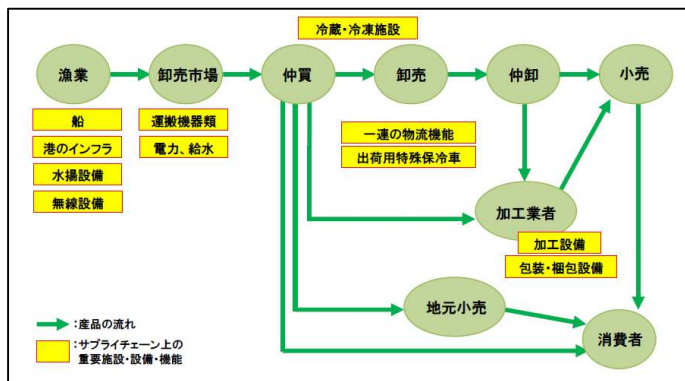 冷蔵・冷凍施設
漁業
卸売市場
仲買
卸売
仲卸
小売
船
港のインフラ
水揚設備
無線設備
運搬機器類
電力、給水
一連の物流機能
出荷用特殊保冷車
加工業者
加工設備
包装・梱包設備
地元小売
消費者
:産品の流れ
:サプライチェーン上の
重要施設・設備・機能